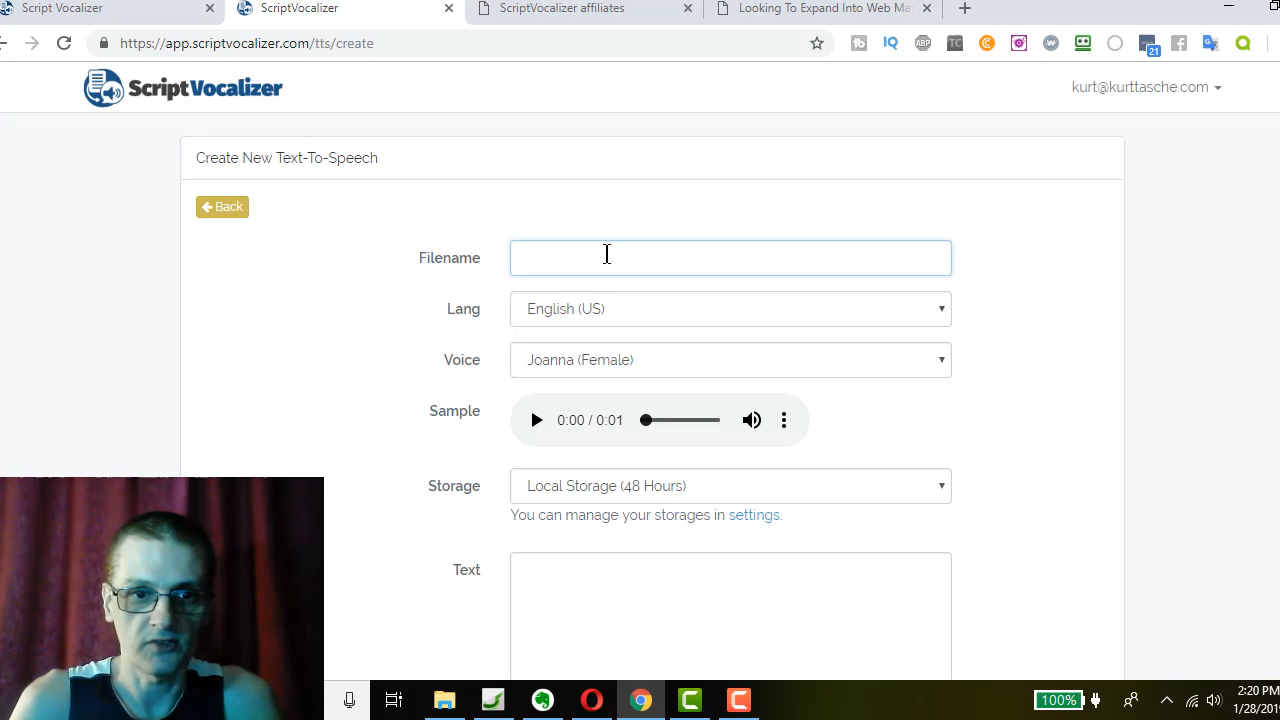 Script Vocalizer
ScriptVocalizer
ScriptVocalizer affiliates
Looking To Expand Into Web Mar
https://app.scriptvocalizer.com/tts/create
21
ScriptVocalizer
kurt@kurttasche.com
Create New Text-To-Speech
Back
Filename
Lang
English (US)
Voice
Joanna (Female)
Sample
0:00 / 0:01
Storage
Local Storage (48 Hours)
You can manage your storages in settings.
Text
100%
2:20 PM
1/28/201